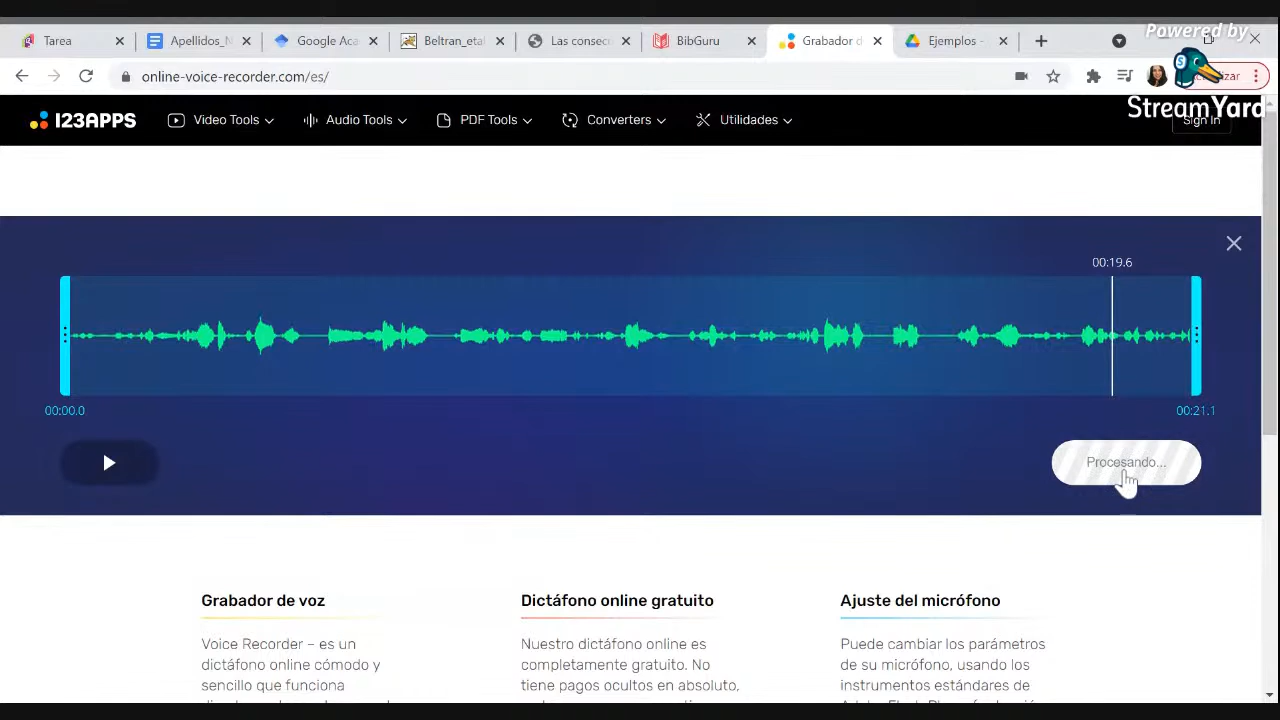 Powered by
Tarea
Apellidos, N
Google Aca
Beltran_eta
Las correcc
BibGuru
Grabador d
Ejemplos -
online-voice-recorder.com/es/
izar
StreamYard
123APPS
Video Tools
Audio Tools
PDF Tools
Converters
Utilidades
Sign In
00:19.6
00:00.0
00:21.1
Procesando...
Grabador de voz
Dictáfono online gratuito
Ajuste del micrófono
Voice Recorder – es un
dictáfono online cómodo y
sencillo que funciona
Nuestro dictáfono online es
completamente gratuito. No
tiene pagos ocultos en absoluto,
Puede cambiar los parámetros
de su micrófono, usando los
instrumentos estándares de